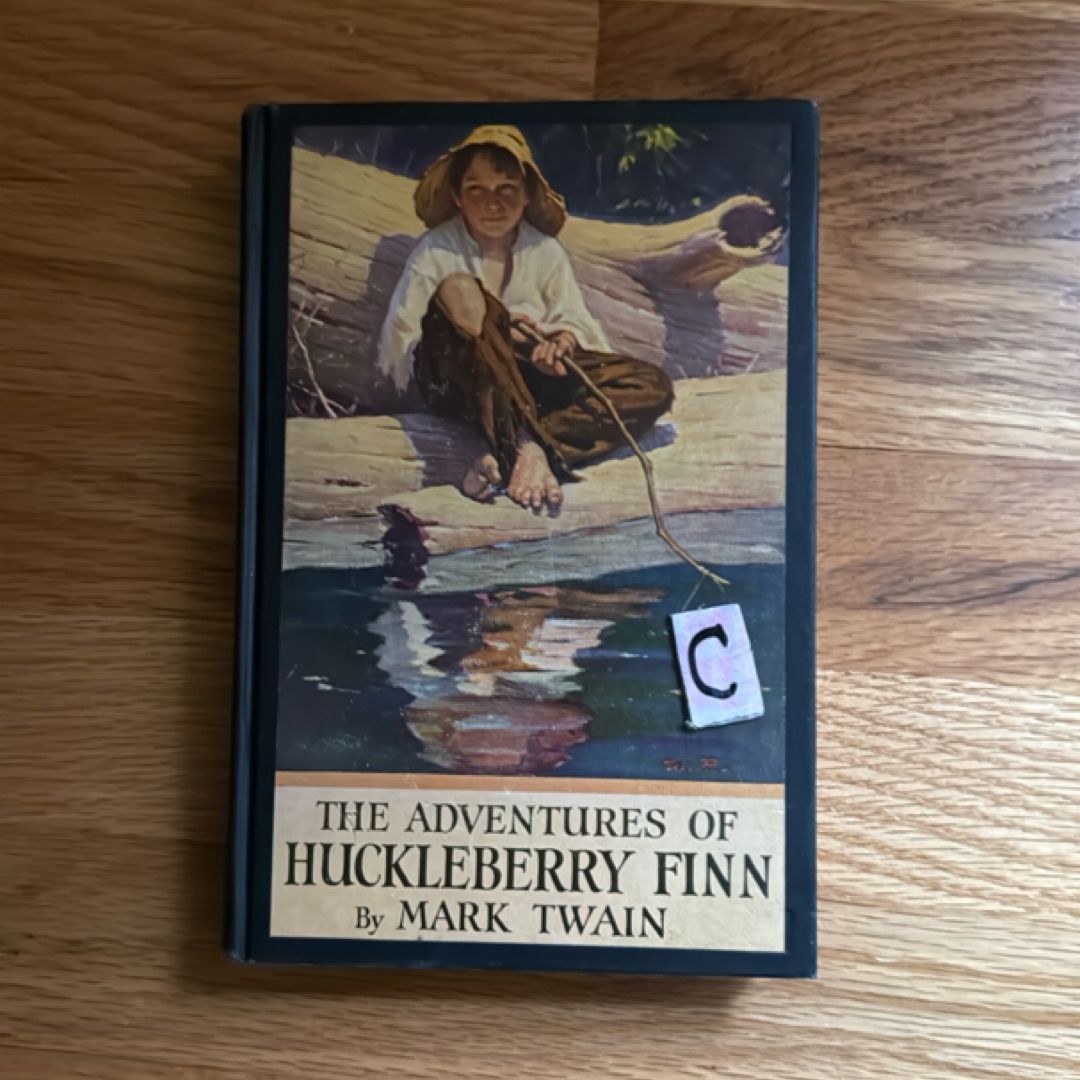 C
W. P.
THE ADVENTURES OF
HUCKLEBERRY FINN
By MARK TWAIN